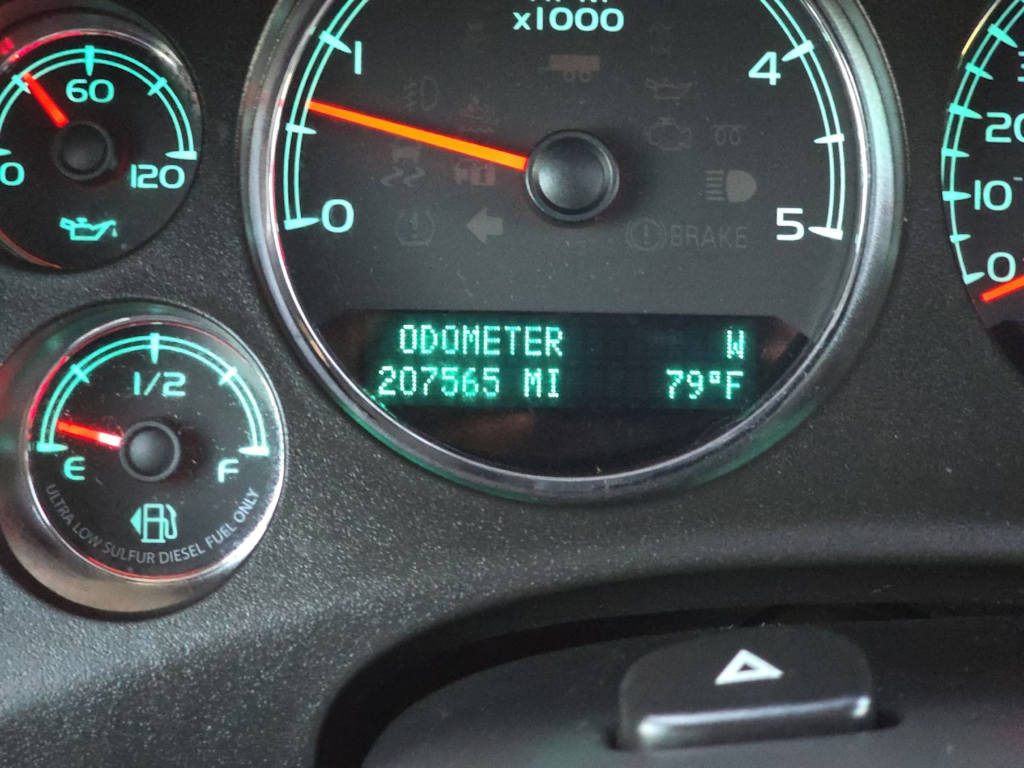 x1000
1
4
0
5
BRAKE
60
0
120
20
10
0
ODOMETER W
207565 MI 79°F
1/2
E F
ULTRA LOW SULFUR DIESEL FUEL ONLY